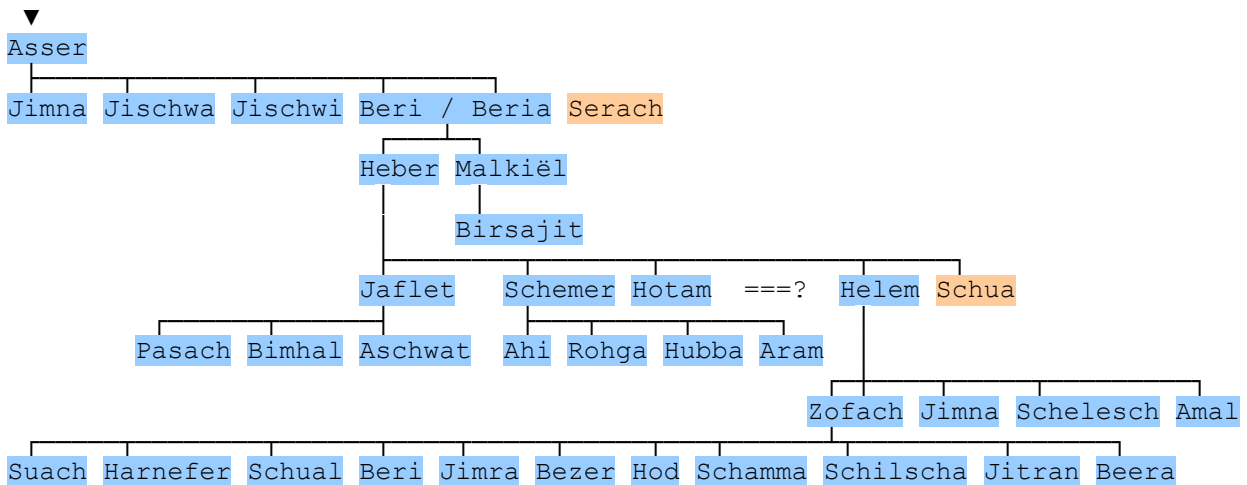 ▼
Asser
Jimna Jischwa Jischwi Beri / Beria Serach
Heber Malkiël
Birsajit
Jaflet Schemer Hotam ===? Helem Schua
Pasach Bimhal Aschwat Ahi Rohga Hubba Aram
Zofach Jimna Schelesch Amal
Suach Harnefer Schual Beri Jimra Bezer Hod Schamma Schilscha Jitran Beera